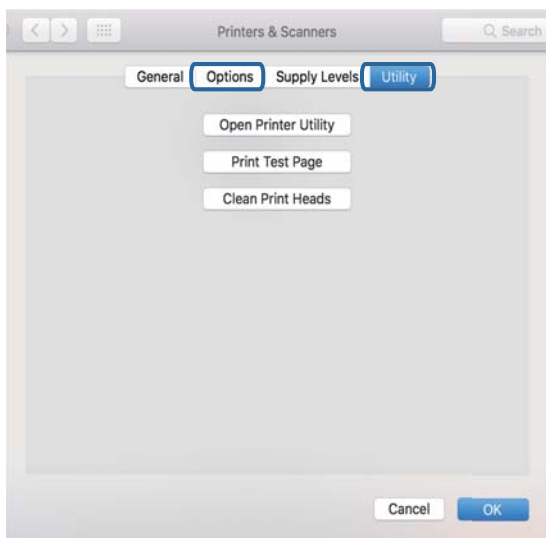 Printers & Scanners Search
General Options Supply Levels Utility
Open Printer Utility
Print Test Page
Clean Print Heads
Cancel OK